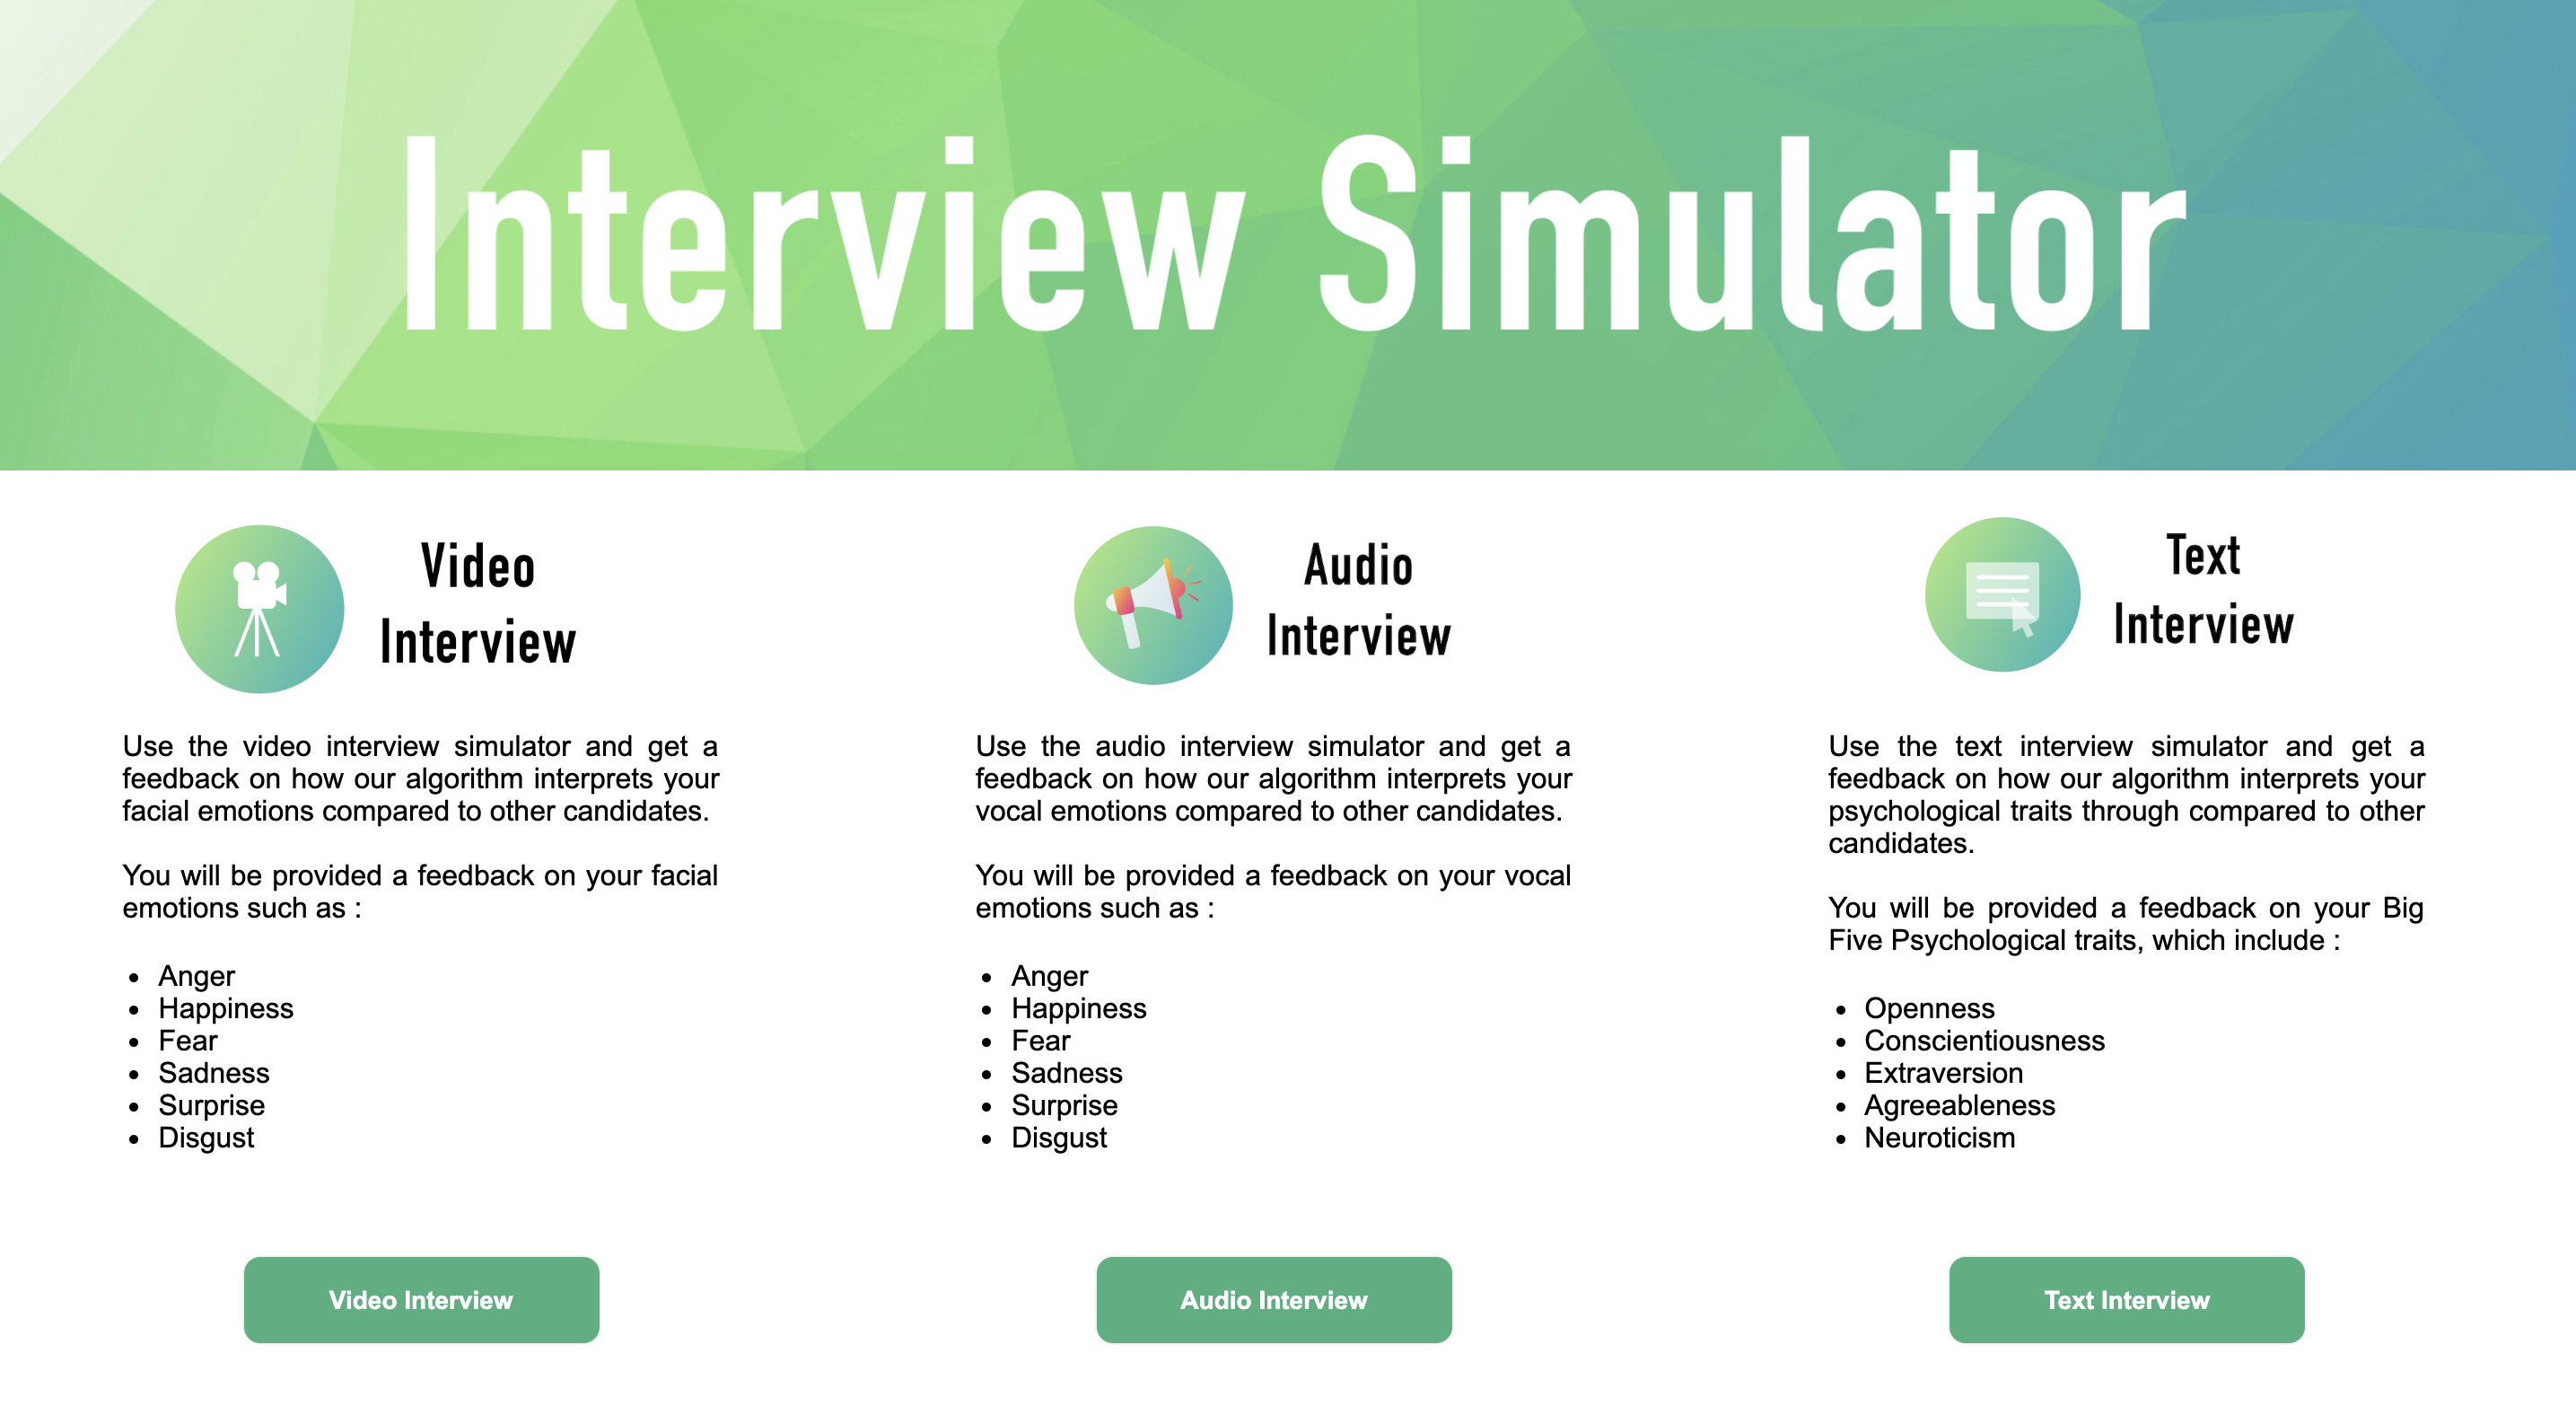 Interview Simulator
Video
Interview
Use the video interview simulator and get a
feedback on how our algorithm interprets your
facial emotions compared to other candidates.
You will be provided a feedback on your facial
emotions such as :
• Anger
• Happiness
• Fear
• Sadness
• Surprise
• Disgust
Video Interview
Audio
Interview
Use the audio interview simulator and get a
feedback on how our algorithm interprets your
vocal emotions compared to other candidates.
You will be provided a feedback on your vocal
emotions such as :
• Anger
• Happiness
• Fear
• Sadness
• Surprise
• Disgust
Audio Interview
Text
Interview
Use the text interview simulator and get a
feedback on how our algorithm interprets your
psychological traits through compared to other
candidates.
You will be provided a feedback on your Big
Five Psychological traits, which include :
• Openness
• Conscientiousness
• Extraversion
• Agreeableness
• Neuroticism
Text Interview